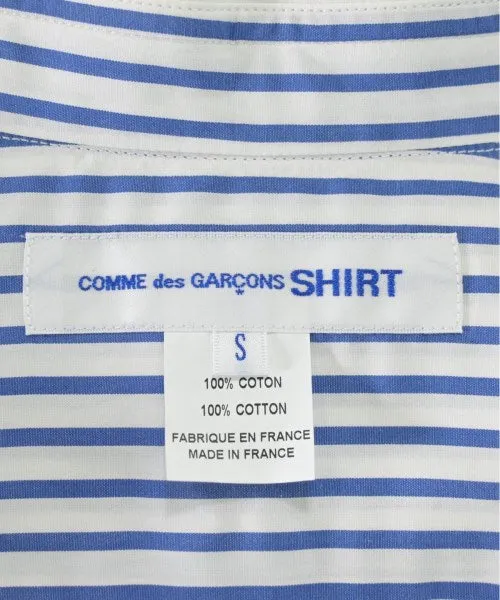 COMME des GARÇONS SHIRT
S
100% COTON
100% COTTON
FABRIQUE EN FRANCE
MADE IN FRANCE